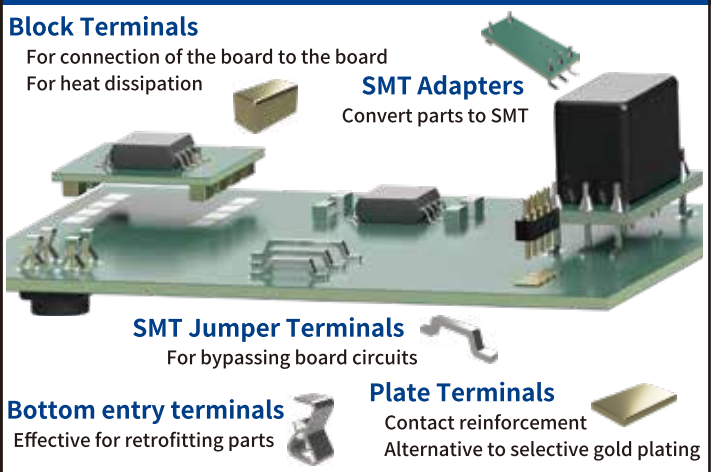 Block Terminals
For connection of the board to the board
For heat dissipation
SMT Adapters
Convert parts to SMT
SMT Jumper Terminals
For bypassing board circuits
Bottom entry terminals
Effective for retrofitting parts
Plate Terminals
Contact reinforcement
Alternative to selective gold plating